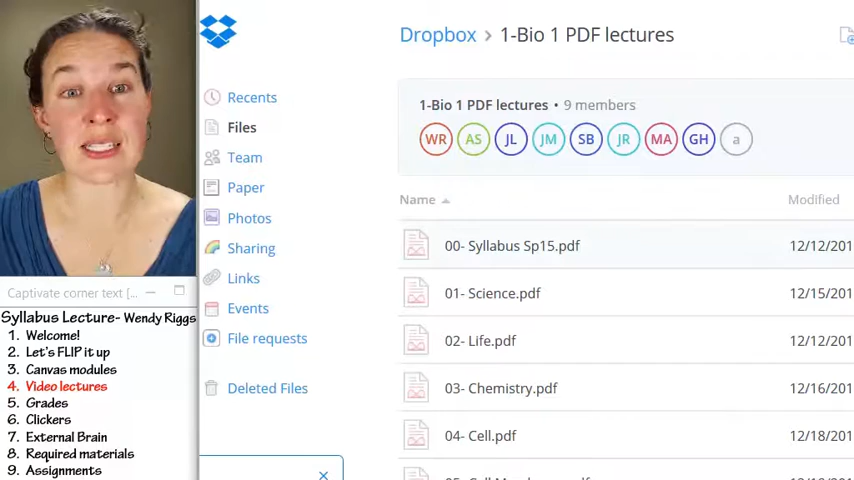 Dropbox > 1-Bio 1 PDF lectures
Recents
Files
Team
Paper
Photos
Sharing
Links
Events
File requests
Deleted Files
1-Bio 1 PDF lectures • 9 members
WR AS JL JM SB JR MA GH a
Name Modified
00- Syllabus Sp15.pdf 12/12/201
01- Science.pdf 12/15/201
02- Life.pdf 12/12/201
03- Chemistry.pdf 12/16/201
04- Cell.pdf 12/18/201
Captivate corner text [...
Syllabus Lecture- Wendy Riggs
1. Welcome!
2. Let's FLIP it up
3. Canvas modules
4. Video lectures
5. Grades
6. Clickers
7. External Brain
8. Required materials
9. Assignments